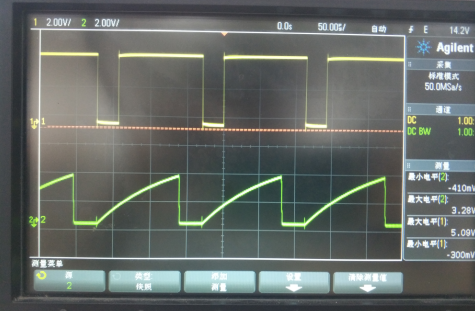 1 2.00V/ 2 2.00V/ 0.0s 50.00%/ 自动 E 14.2V
Agilent
采集
标准模式
50.0MSa/s
通道
DC 1.00:
DC BW 1.00:
测量
最小电平(2):
-410mV
最大电平(2):
3.28V
最大电平(1):
5.09V
最小电平(1):
-300mV
测量菜单
源
2
类型
快照
添加
测量
设置
清除测量值